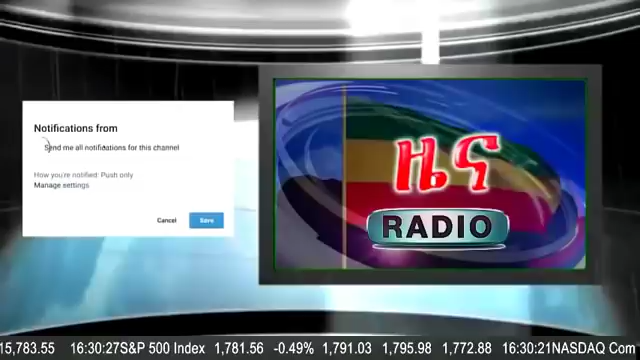 Notifications from
Send me all notifications for this channel
How you're notified: Push only
Manage settings
Cancel
Save
ዜና
RADIO
15,783.55 16:30:27S&P 500 Index 1,781.56 -0.49% 1,791.03 1,795.98 1,772.88 16:30:21NASDAQ Com